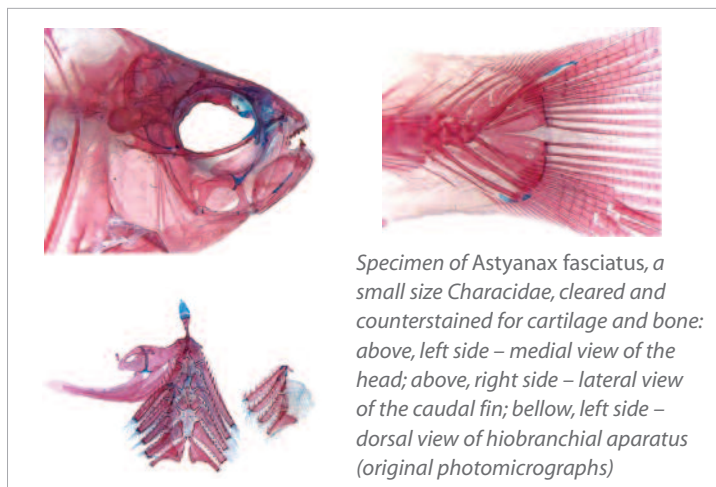 Specimen of Astyanax fasciatus, a
small size Characidae, cleared and
counterstained for cartilage and bone:
above, left side – medial view of the
head; above, right side – lateral view
of the caudal fin; bellow, left side –
dorsal view of hiobranchial aparatus
(original photomicrographs)